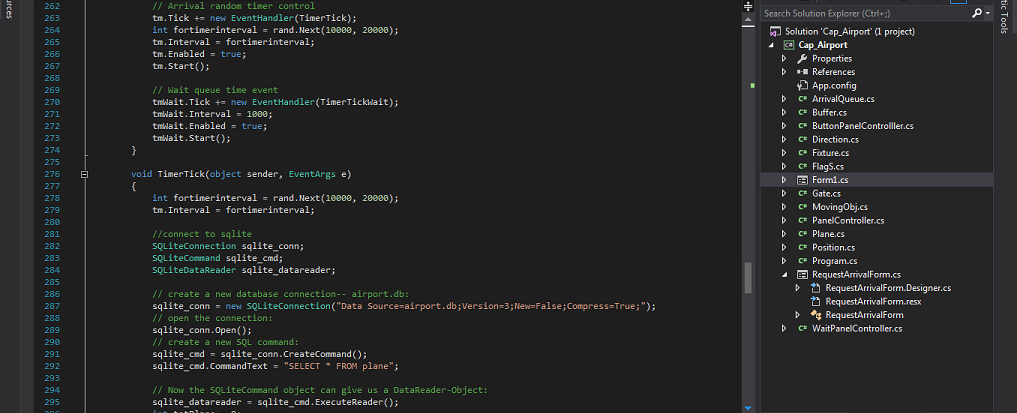 urces
262 // Arrival random timer control
263 tm.Tick += new EventHandler(TimerTick);
264 int fortimerinterval = rand.Next(10000, 20000);
265 tm.Interval = fortimerinterval;
266 tm.Enabled = true;
267 tm.Start();
268
269 // Wait queue time event
270 tmWait.Tick += new EventHandler(TimerTickWait);
271 tmWait.Interval = 1000;
272 tmWait.Enabled = true;
273 tmWait.Start();
274 }
275
276 void TimerTick(object sender, EventArgs e)
277 {
278 int fortimerinterval = rand.Next(10000, 20000);
279 tm.Interval = fortimerinterval;
280
281 //connect to sqlite
282 SQLiteConnection sqlite_conn;
283 SQLiteCommand sqlite_cmd;
284 SQLiteDataReader sqlite_datareader;
285
286 // create a new database connection-- airport.db:
287 sqlite_conn = new SQLiteConnection("Data Source=airport.db;Version=3;New=False;Compress=True;");
288 // open the connection:
289 sqlite_conn.Open();
290 // create a new SQL command:
291 sqlite_cmd = sqlite_conn.CreateCommand();
292 sqlite_cmd.CommandText = "SELECT * FROM plane";
293
294 // Now the SQLiteCommand object can give us a DataReader-Object:
295 sqlite_datareader = sqlite_cmd.ExecuteReader();
Search Solution Explorer (Ctrl+;)
Solution 'Cap_Airport' (1 project)
C# Cap_Airport
Properties
References
App.config
C# ArrivalQueue.cs
C# Buffer.cs
C# ButtonPanelControlller.cs
C# Direction.cs
C# Fixture.cs
C# FlagS.cs
Form1.cs
C# Gate.cs
C# MovingObj.cs
C# PanelController.cs
C# Plane.cs
C# Position.cs
C# Program.cs
RequestArrivalForm.cs
RequestArrivalForm.Designer.cs
RequestArrivalForm.resx
RequestArrivalForm
C# WaitPanelController.cs
tic Tools